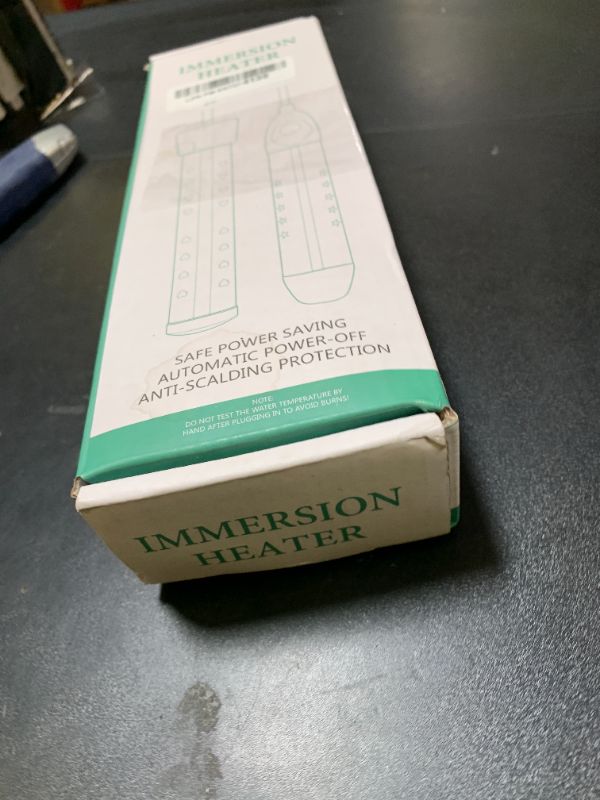 IMMERSION
HEATER
SAFE POWER SAVING
AUTOMATIC POWER-OFF
ANTI-SCALDING PROTECTION
NOTE:
DO NOT TEST THE WATER TEMPERATURE BY
HAND AFTER PLUGGING IN TO AVOID BURNS!
IMMERSION
HEATER